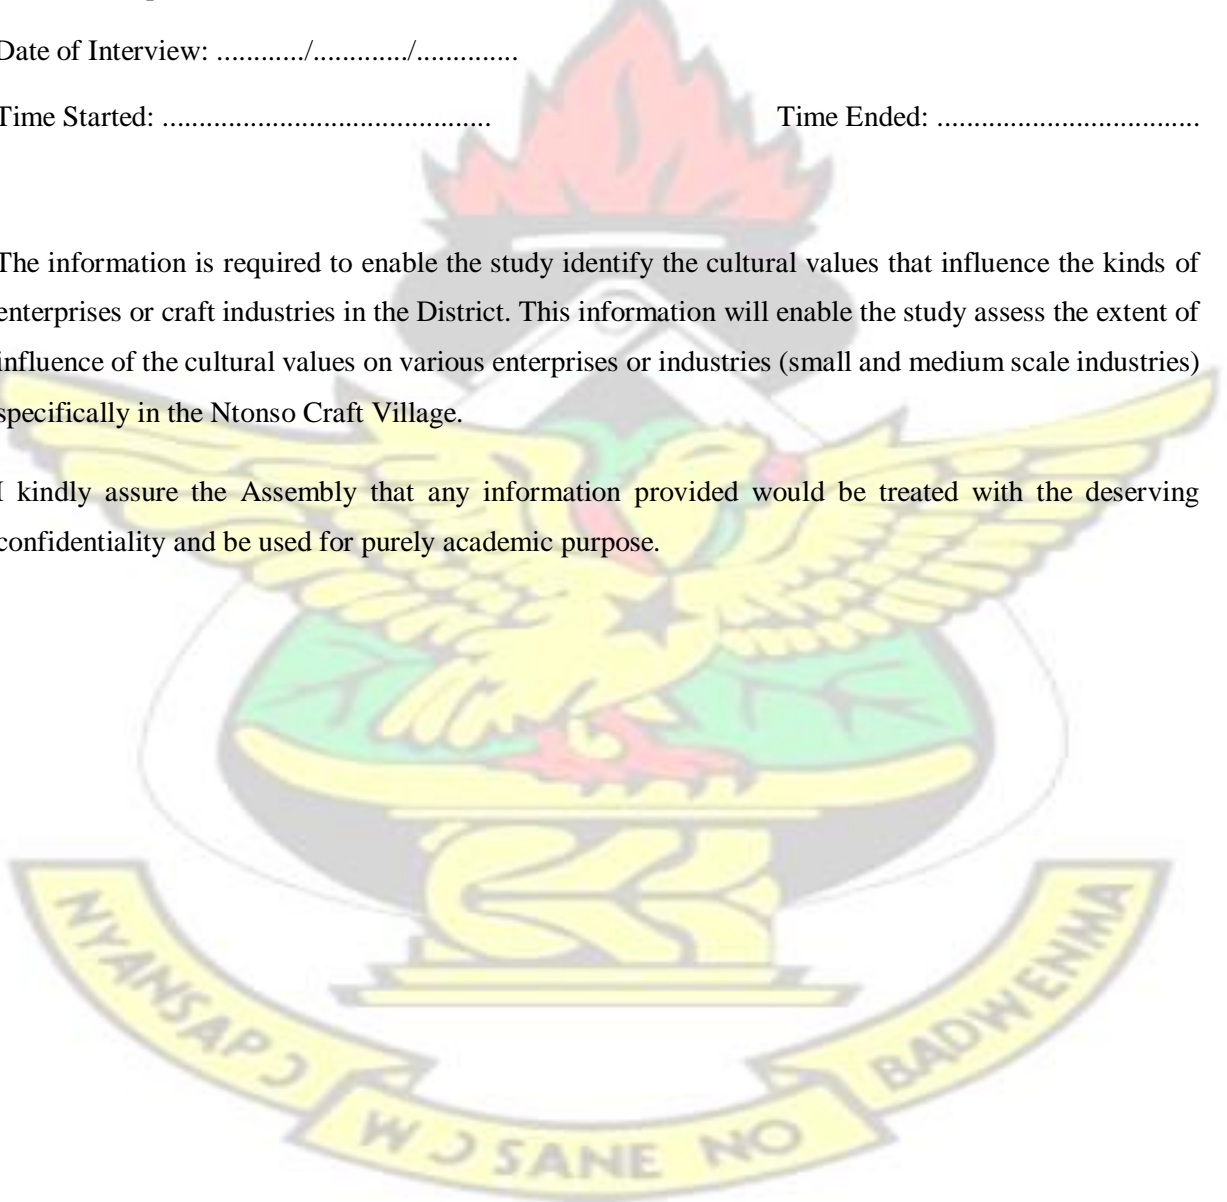 Date of Interview: ............/............./..............
Time Started: .............................................
Time Ended: ....................................
The information is required to enable the study identify the cultural values that influence the kinds of
enterprises or craft industries in the District. This information will enable the study assess the extent of
influence of the cultural values on various enterprises or industries (small and medium scale industries)
specifically in the Ntonso Craft Village.
I kindly assure the Assembly that any information provided would be treated with the deserving
confidentiality and be used for purely academic purpose.
NYANSAPƆ
WƆSANE NO
BADWENMA